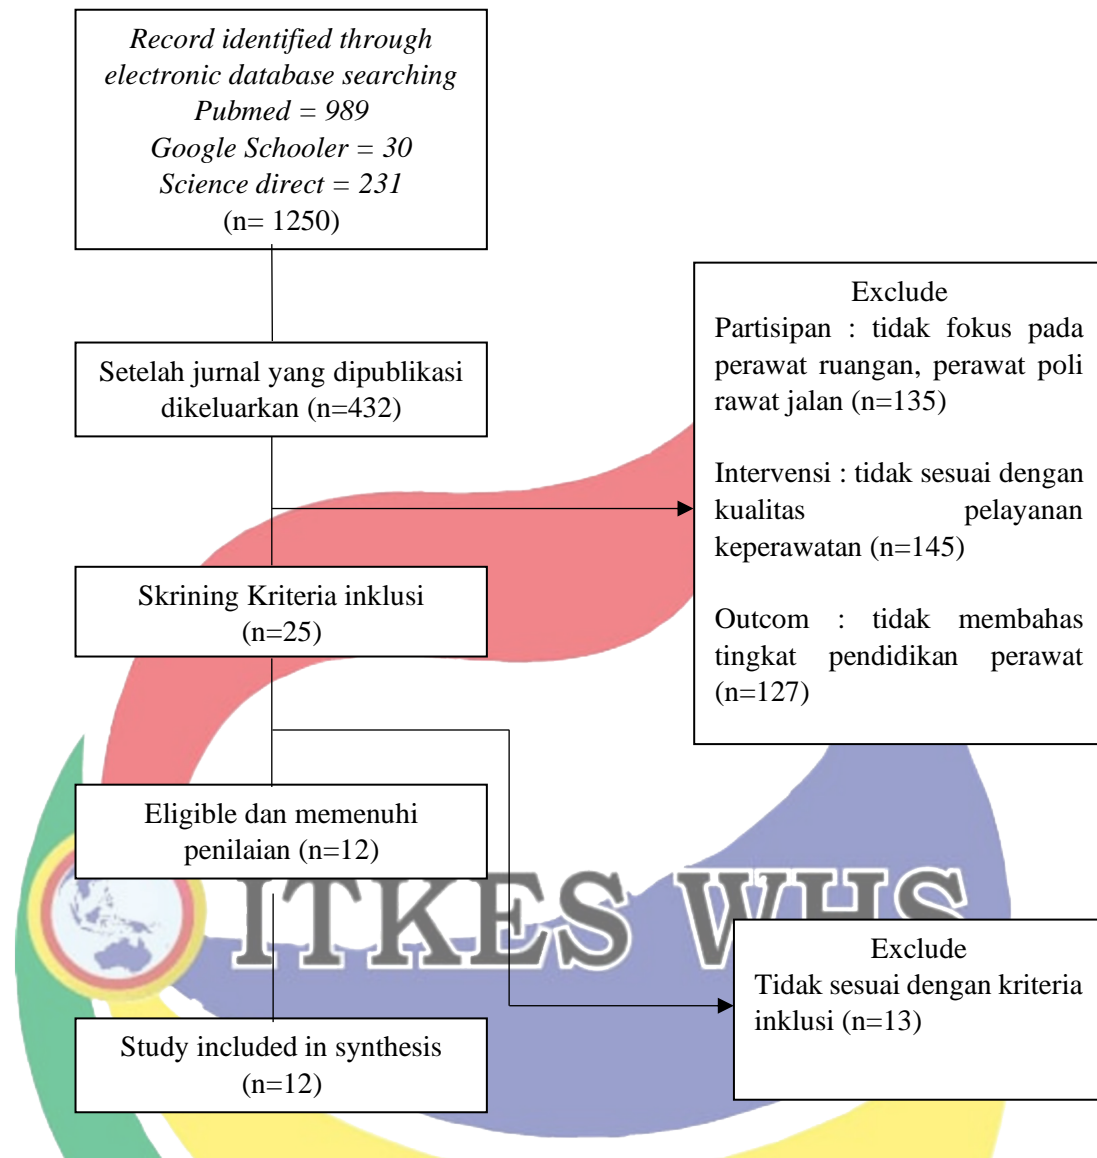 Record identified through
electronic database searching
Pubmed = 989
Google Schooler = 30
Science direct = 231
(n= 1250)
Setelah jurnal yang dipublikasi
dikeluarkan (n=432)
Exclude
Partisipan : tidak fokus pada
perawat ruangan, perawat poli
rawat jalan (n=135)
Intervensi : tidak sesuai dengan
kualitas pelayanan
keperawatan (n=145)
Outcom : tidak membahas
tingkat pendidikan perawat
(n=127)
Skrining Kriteria inklusi
(n=25)
Eligible dan memenuhi
penilaian (n=12)
ITKES WHS
Exclude
Tidak sesuai dengan kriteria
inklusi (n=13)
Study included in synthesis
(n=12)